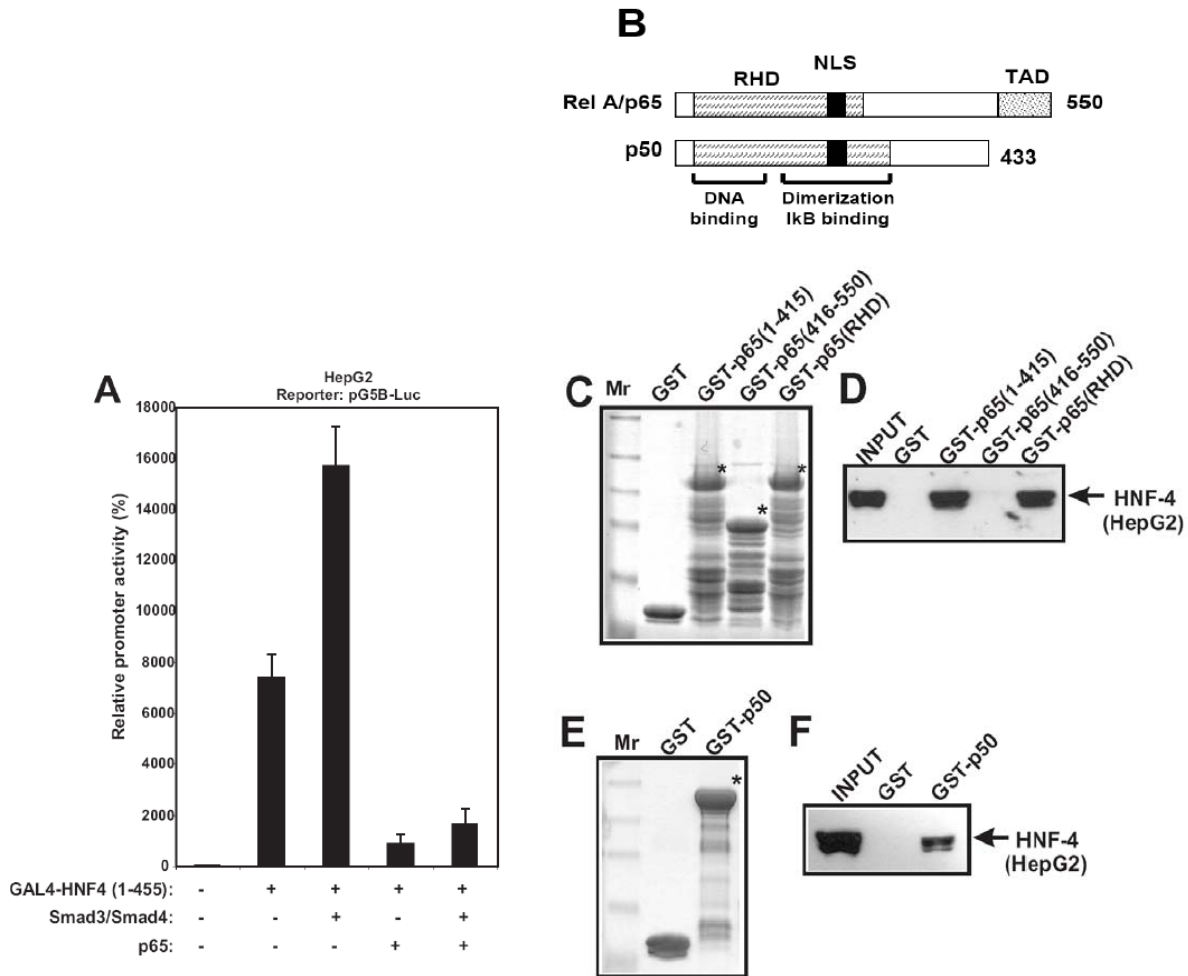 B
RHD
NLS
TAD
Rel A/p65
550
p50
433
DNA
binding
Dimerization
IkB binding
A
HepG2
Reporter: pG5B-Luc
Relative promoter activity (%)
18000
16000
14000
12000
10000
8000
6000
4000
2000
0
GAL4-HNF4 (1-455): - + + + +
Smad3/Smad4: - - + - +
p65: - - - + +
C
Mr
GST
GST-p65(1-415)
GST-p65(416-550)
GST-p65(RHD)
*
*
*
D
INPUT
GST
GST-p65(1-415)
GST-p65(416-550)
GST-p65(RHD)
HNF-4
(HepG2)
E
Mr
GST
GST-p50
*
F
INPUT
GST
GST-p50
HNF-4
(HepG2)